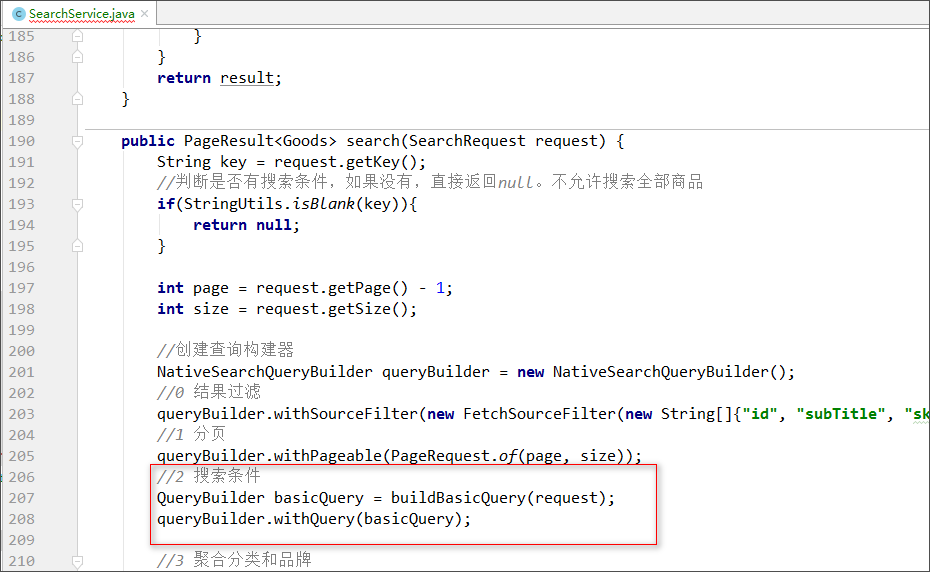 SearchService.java
185 }
186 }
187 return result;
188 }
189
190 public PageResult<Goods> search(SearchRequest request) {
191 String key = request.getKey();
192 //判断是否有搜索条件，如果没有，直接返回null。不允许搜索全部商品
193 if(StringUtils.isBlank(key)){
194 return null;
195 }
196
197 int page = request.getPage() - 1;
198 int size = request.getSize();
199
200 //创建查询构建器
201 NativeSearchQueryBuilder queryBuilder = new NativeSearchQueryBuilder();
202 //0 结果过滤
203 queryBuilder.withSourceFilter(new FetchSourceFilter(new String[]{"id", "subTitle", "sk
204 //1 分页
205 queryBuilder.withPageable(PageRequest.of(page, size));
206 //2 搜索条件
207 QueryBuilder basicQuery = buildBasicQuery(request);
208 queryBuilder.withQuery(basicQuery);
209
210 //3 聚合分类和品牌